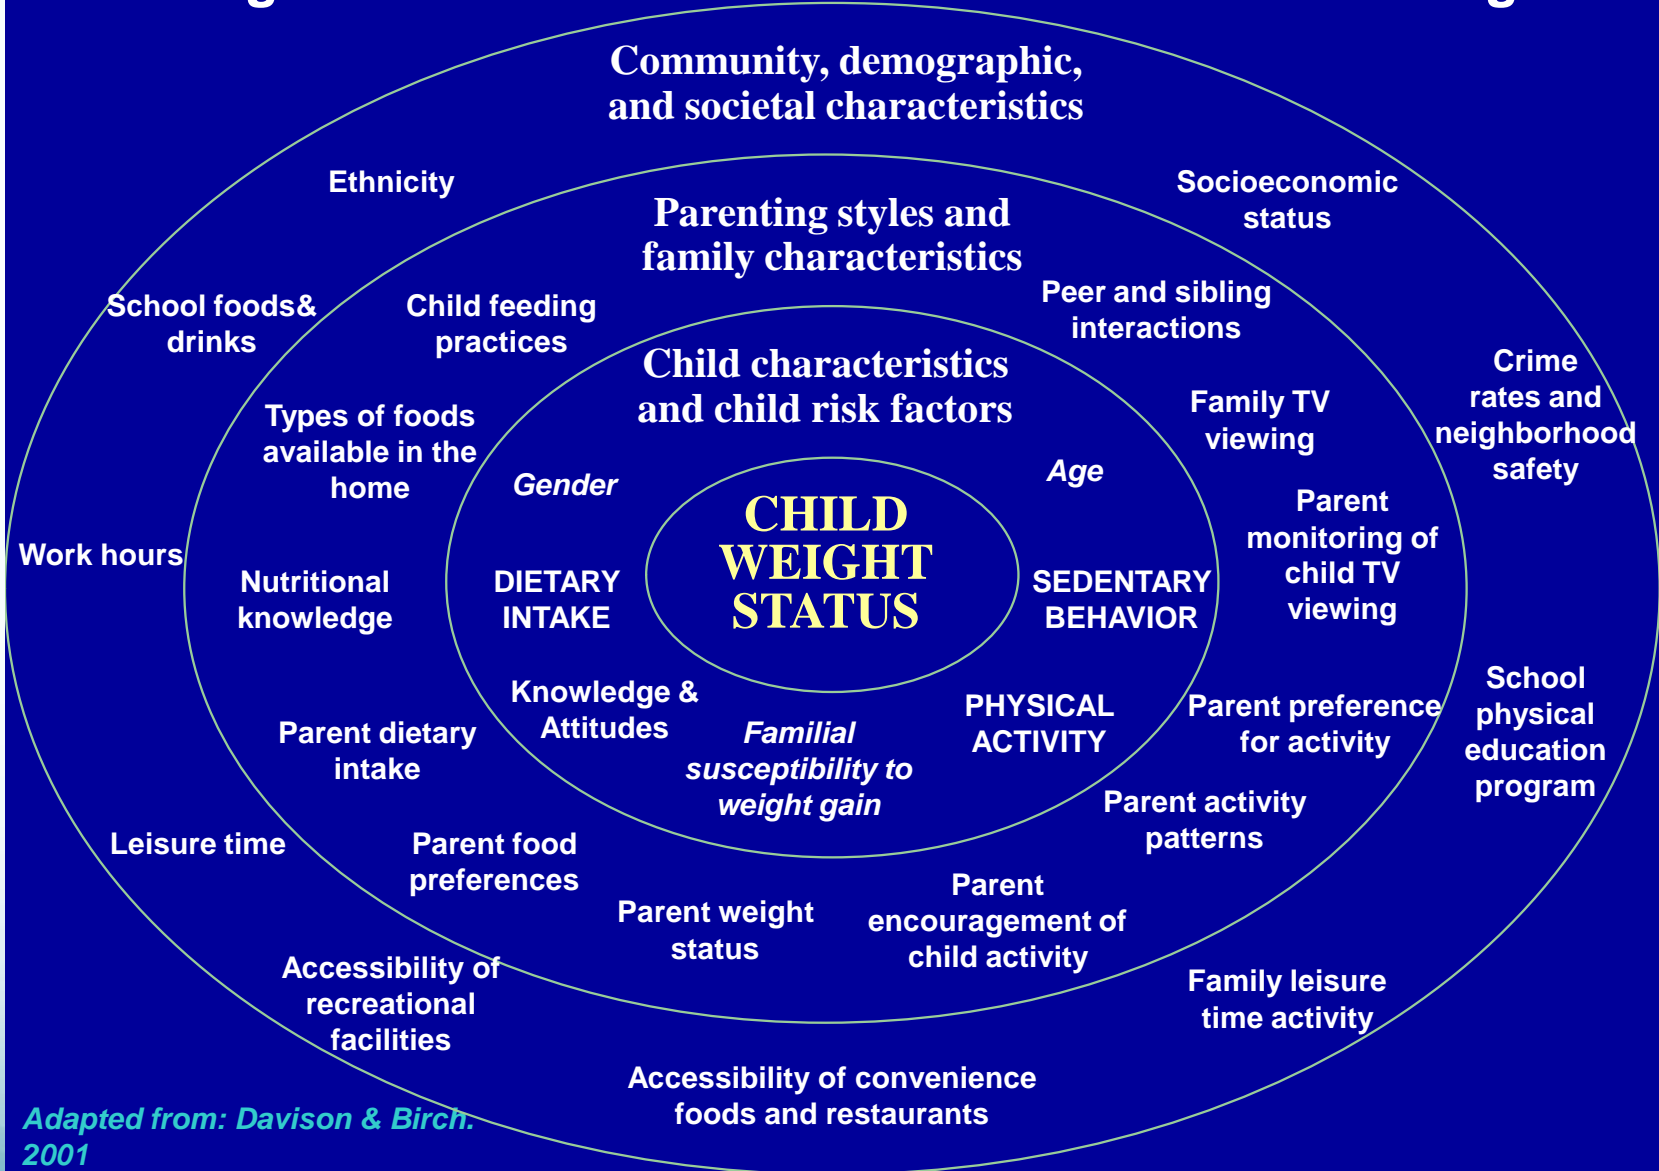 Community, demographic,
and societal characteristics
Ethnicity
Socioeconomic
status
Parenting styles and
family characteristics
School foods&
drinks
Child feeding
practices
Peer and sibling
interactions
Child characteristics
and child risk factors
Crime
rates and
neighborhood
safety
Types of foods
available in the
home
Family TV
viewing
Gender
Age
CHILD
WEIGHT
STATUS
Parent
monitoring of
child TV
viewing
Work hours
Nutritional
knowledge
DIETARY
INTAKE
SEDENTARY
BEHAVIOR
Knowledge &
Attitudes
Familial
susceptibility to
weight gain
PHYSICAL
ACTIVITY
Parent preference
for activity
School
physical
education
program
Parent dietary
intake
Parent activity
patterns
Leisure time
Parent food
preferences
Parent weight
status
Parent
encouragement of
child activity
Accessibility of
recreational
facilities
Family leisure
time activity
Accessibility of convenience
foods and restaurants
Adapted from: Davison & Birch.
2001